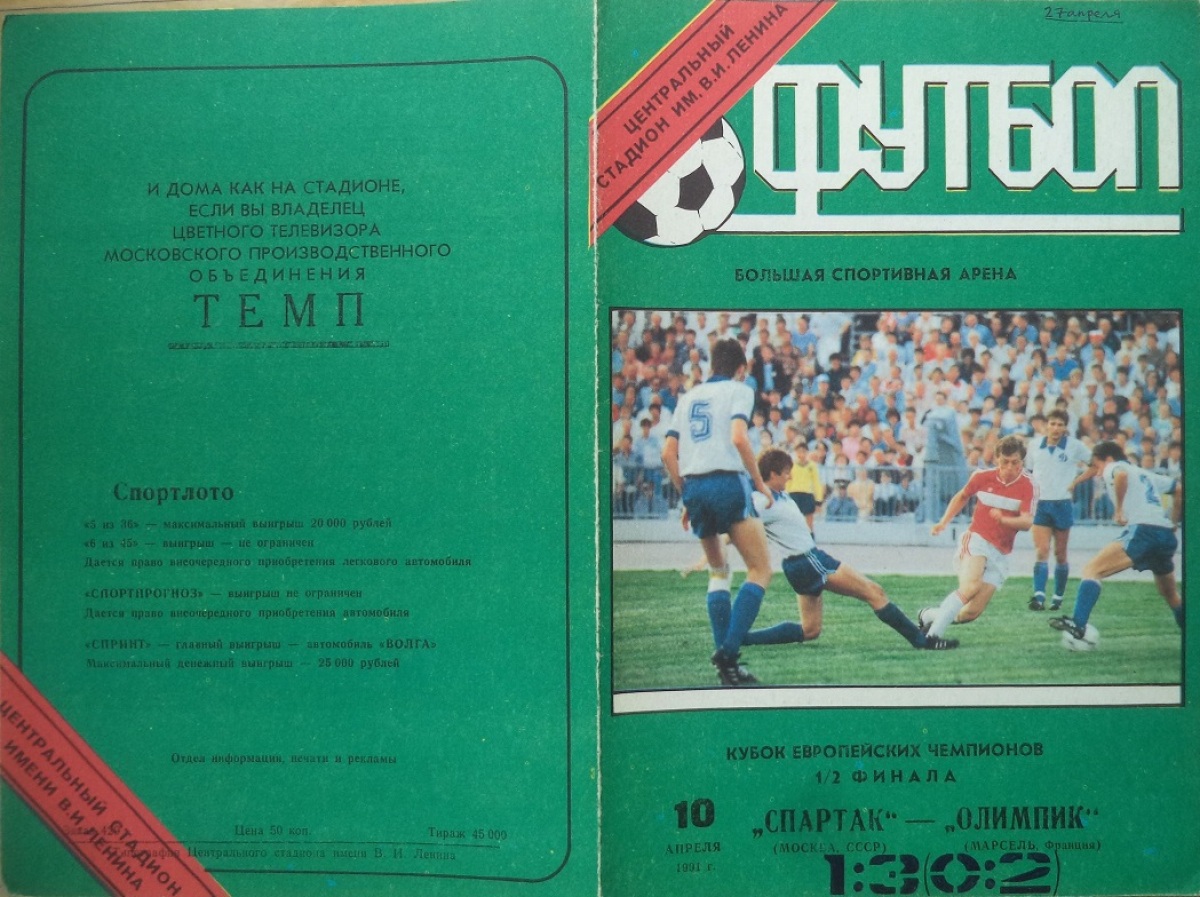 И ДОМА КАК НА СТАДИОНЕ,
ЕСЛИ ВЫ ВЛАДЕЛЕЦ
ЦВЕТНОГО ТЕЛЕВИЗОРА
МОСКОВСКОГО ПРОИЗВОДСТВЕННОГО
ОБЪЕДИНЕНИЯ
ТЕМП
Спортлото
«5 из 36» — максимальный выигрыш 20 000 рублей
«6 из 45» — выигрыш — не ограничен
Дается право внеочередного приобретения легкового автомобиля
«СПОРТПРОГНОЗ» — выигрыш не ограничен
Дается право внеочередного приобретения автомобиля
«СПРИНТ» — главный выигрыш — автомобиль «ВОЛГА»
Максимальный денежный выигрыш — 25 000 рублей
Отдел информации, печати и рекламы
Цена 50 коп.
Тираж 45 000
Типография Центрального стадиона имени В. И. Ленина
ЦЕНТРАЛЬНЫЙ СТАДИОН
ИМЕНИ В.И ЛЕНИНА
27 апреля
ЦЕНТРАЛЬНЫЙ
СТАДИОН ИМ. В.И. ЛЕНИНА
ФУТБОЛ
БОЛЬШАЯ СПОРТИВНАЯ АРЕНА
5
2
КУБОК ЕВРОПЕЙСКИХ ЧЕМПИОНОВ
1/2 ФИНАЛА
10 „СПАРТАК“ — „ОЛИМПИК“
АПРЕЛЯ (МОСКВА, СССР) (МАРСЕЛЬ, Франция)
1991 г.
1:3(0:2)